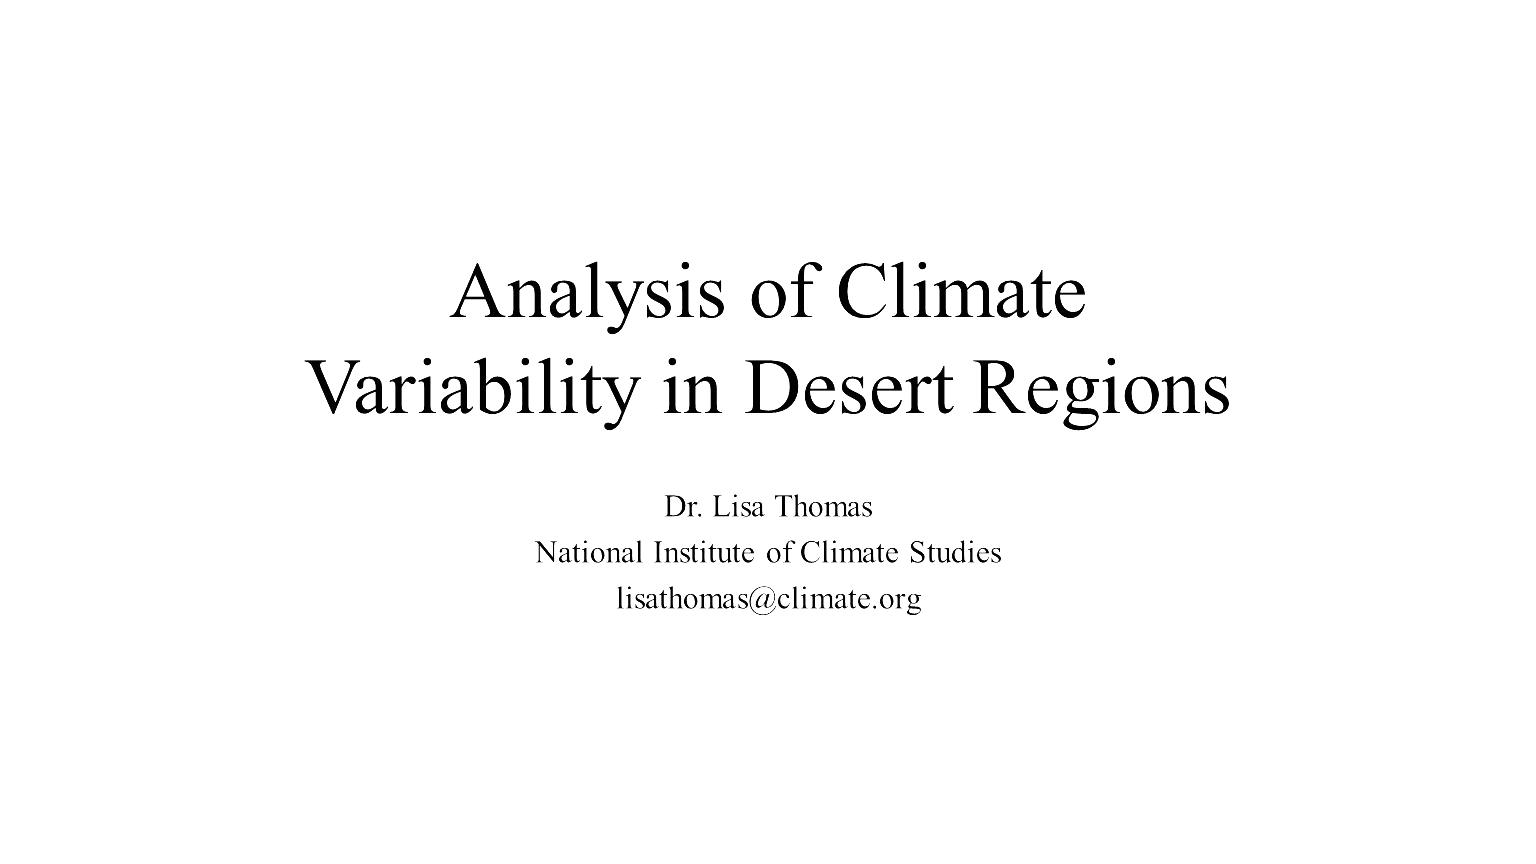 Analysis of Climate
Variability in Desert Regions
Dr. Lisa Thomas
National Institute of Climate Studies
lisathomas@climate.org